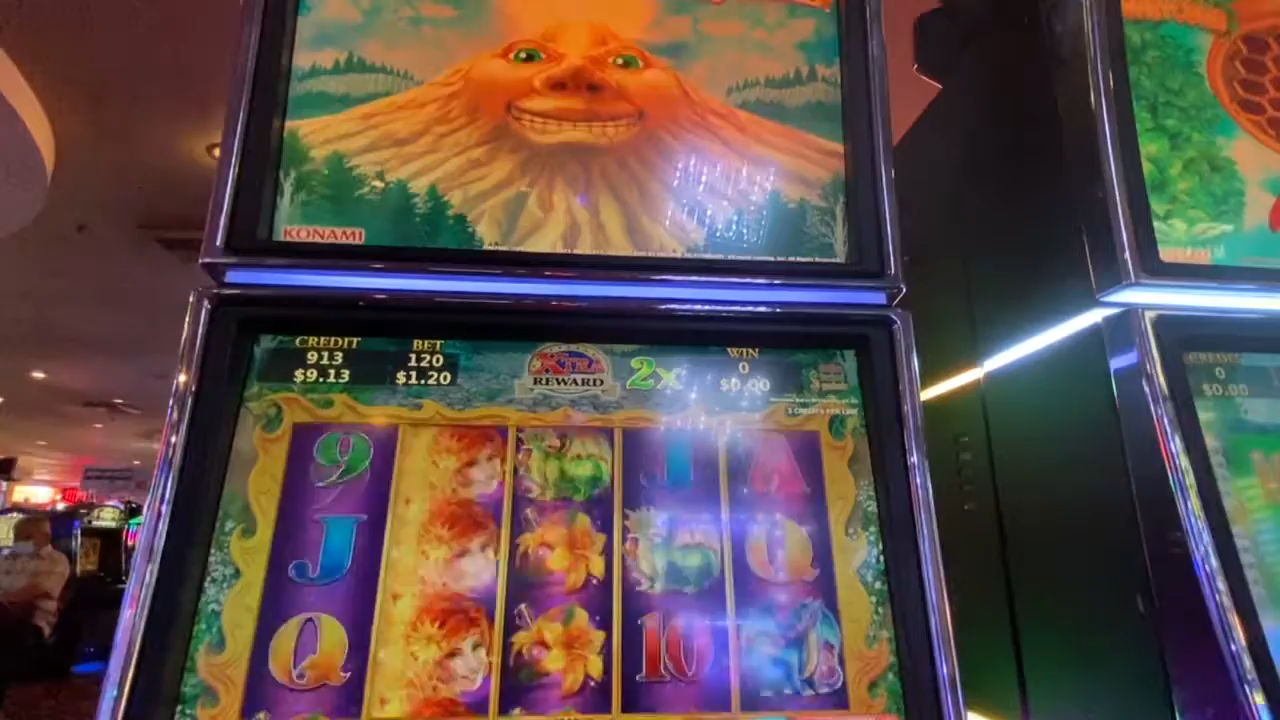 KONAMI
CREDIT
913
$9.13
BET
120
$1.20
XTRA
REWARD
2x
WIN
0
$0.00
9
J
A
J
Q
Q
10
CREDIT
0
$0.00